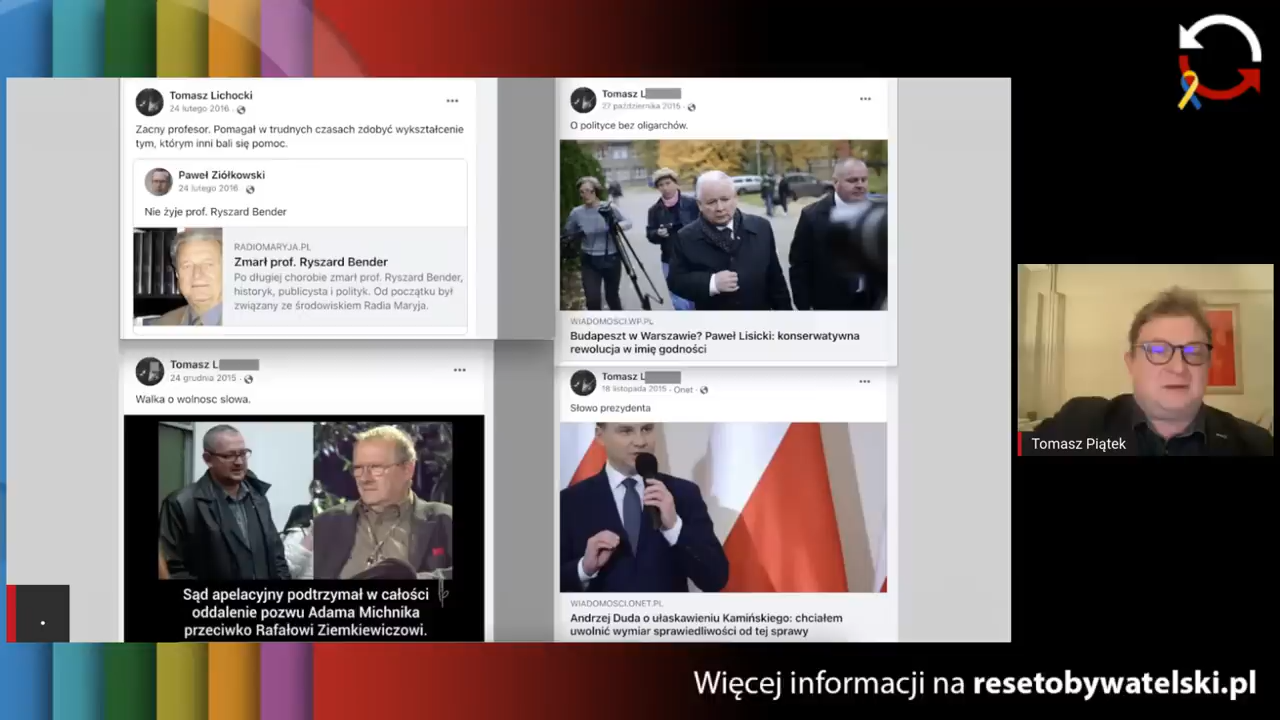 Tomasz Lichocki
24 lutego 2016 ·
Zacny profesor. Pomagał w trudnych czasach zdobyć wykształcenie
tym, którym inni bali się pomoc.
Paweł Ziółkowski
24 lutego 2016
Nie żyje prof. Ryszard Bender
RADIOMARYJA.PL
Zmarł prof. Ryszard Bender
Po długiej chorobie zmarł prof. Ryszard Bender,
historyk, publicysta i polityk. Od początku był
związany ze środowiskiem Radia Maryja.
Tomasz L
24 grudnia 2015 ·
Walka o wolnosc slowa.
Sąd apelacyjny podtrzymał w całości
oddalenie pozwu Adama Michnika
przeciwko Rafałowi Ziemkiewiczowi.
Tomasz L
27 października 2015 ·
O polityce bez oligarchów.
WIADOMOŚCI.WP.PL
Budapeszt w Warszawie? Paweł Lisicki: konserwatywna
rewolucja w imię godności
Tomasz L
18 listopada 2015 · Onet ·
Słowo prezydenta
WIADOMOSCI.ONET.PL
Andrzej Duda o ułaskawieniu Kamińskiego: chciałem
uwolnić wymiar sprawiedliwości od tej sprawy
Tomasz Piątek
.
Więcej informacji na resetobywatelski.pl